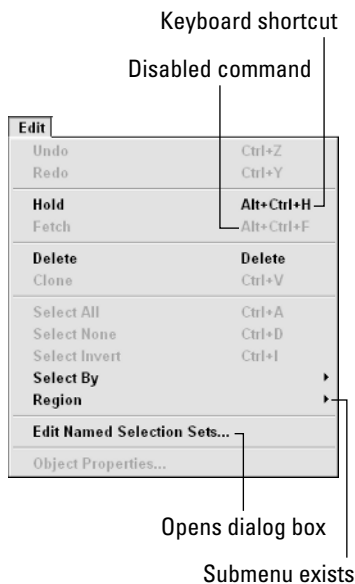 Keyboard shortcut
Disabled command
Edit
Undo Ctrl+Z
Redo Ctrl+Y
Hold Alt+Ctrl+H
Fetch Alt+Ctrl+F
Delete Delete
Clone Ctrl+V
Select All Ctrl+A
Select None Ctrl+D
Select Invert Ctrl+I
Select By
Region
Edit Named Selection Sets...
Object Properties...
Opens dialog box
Submenu exists